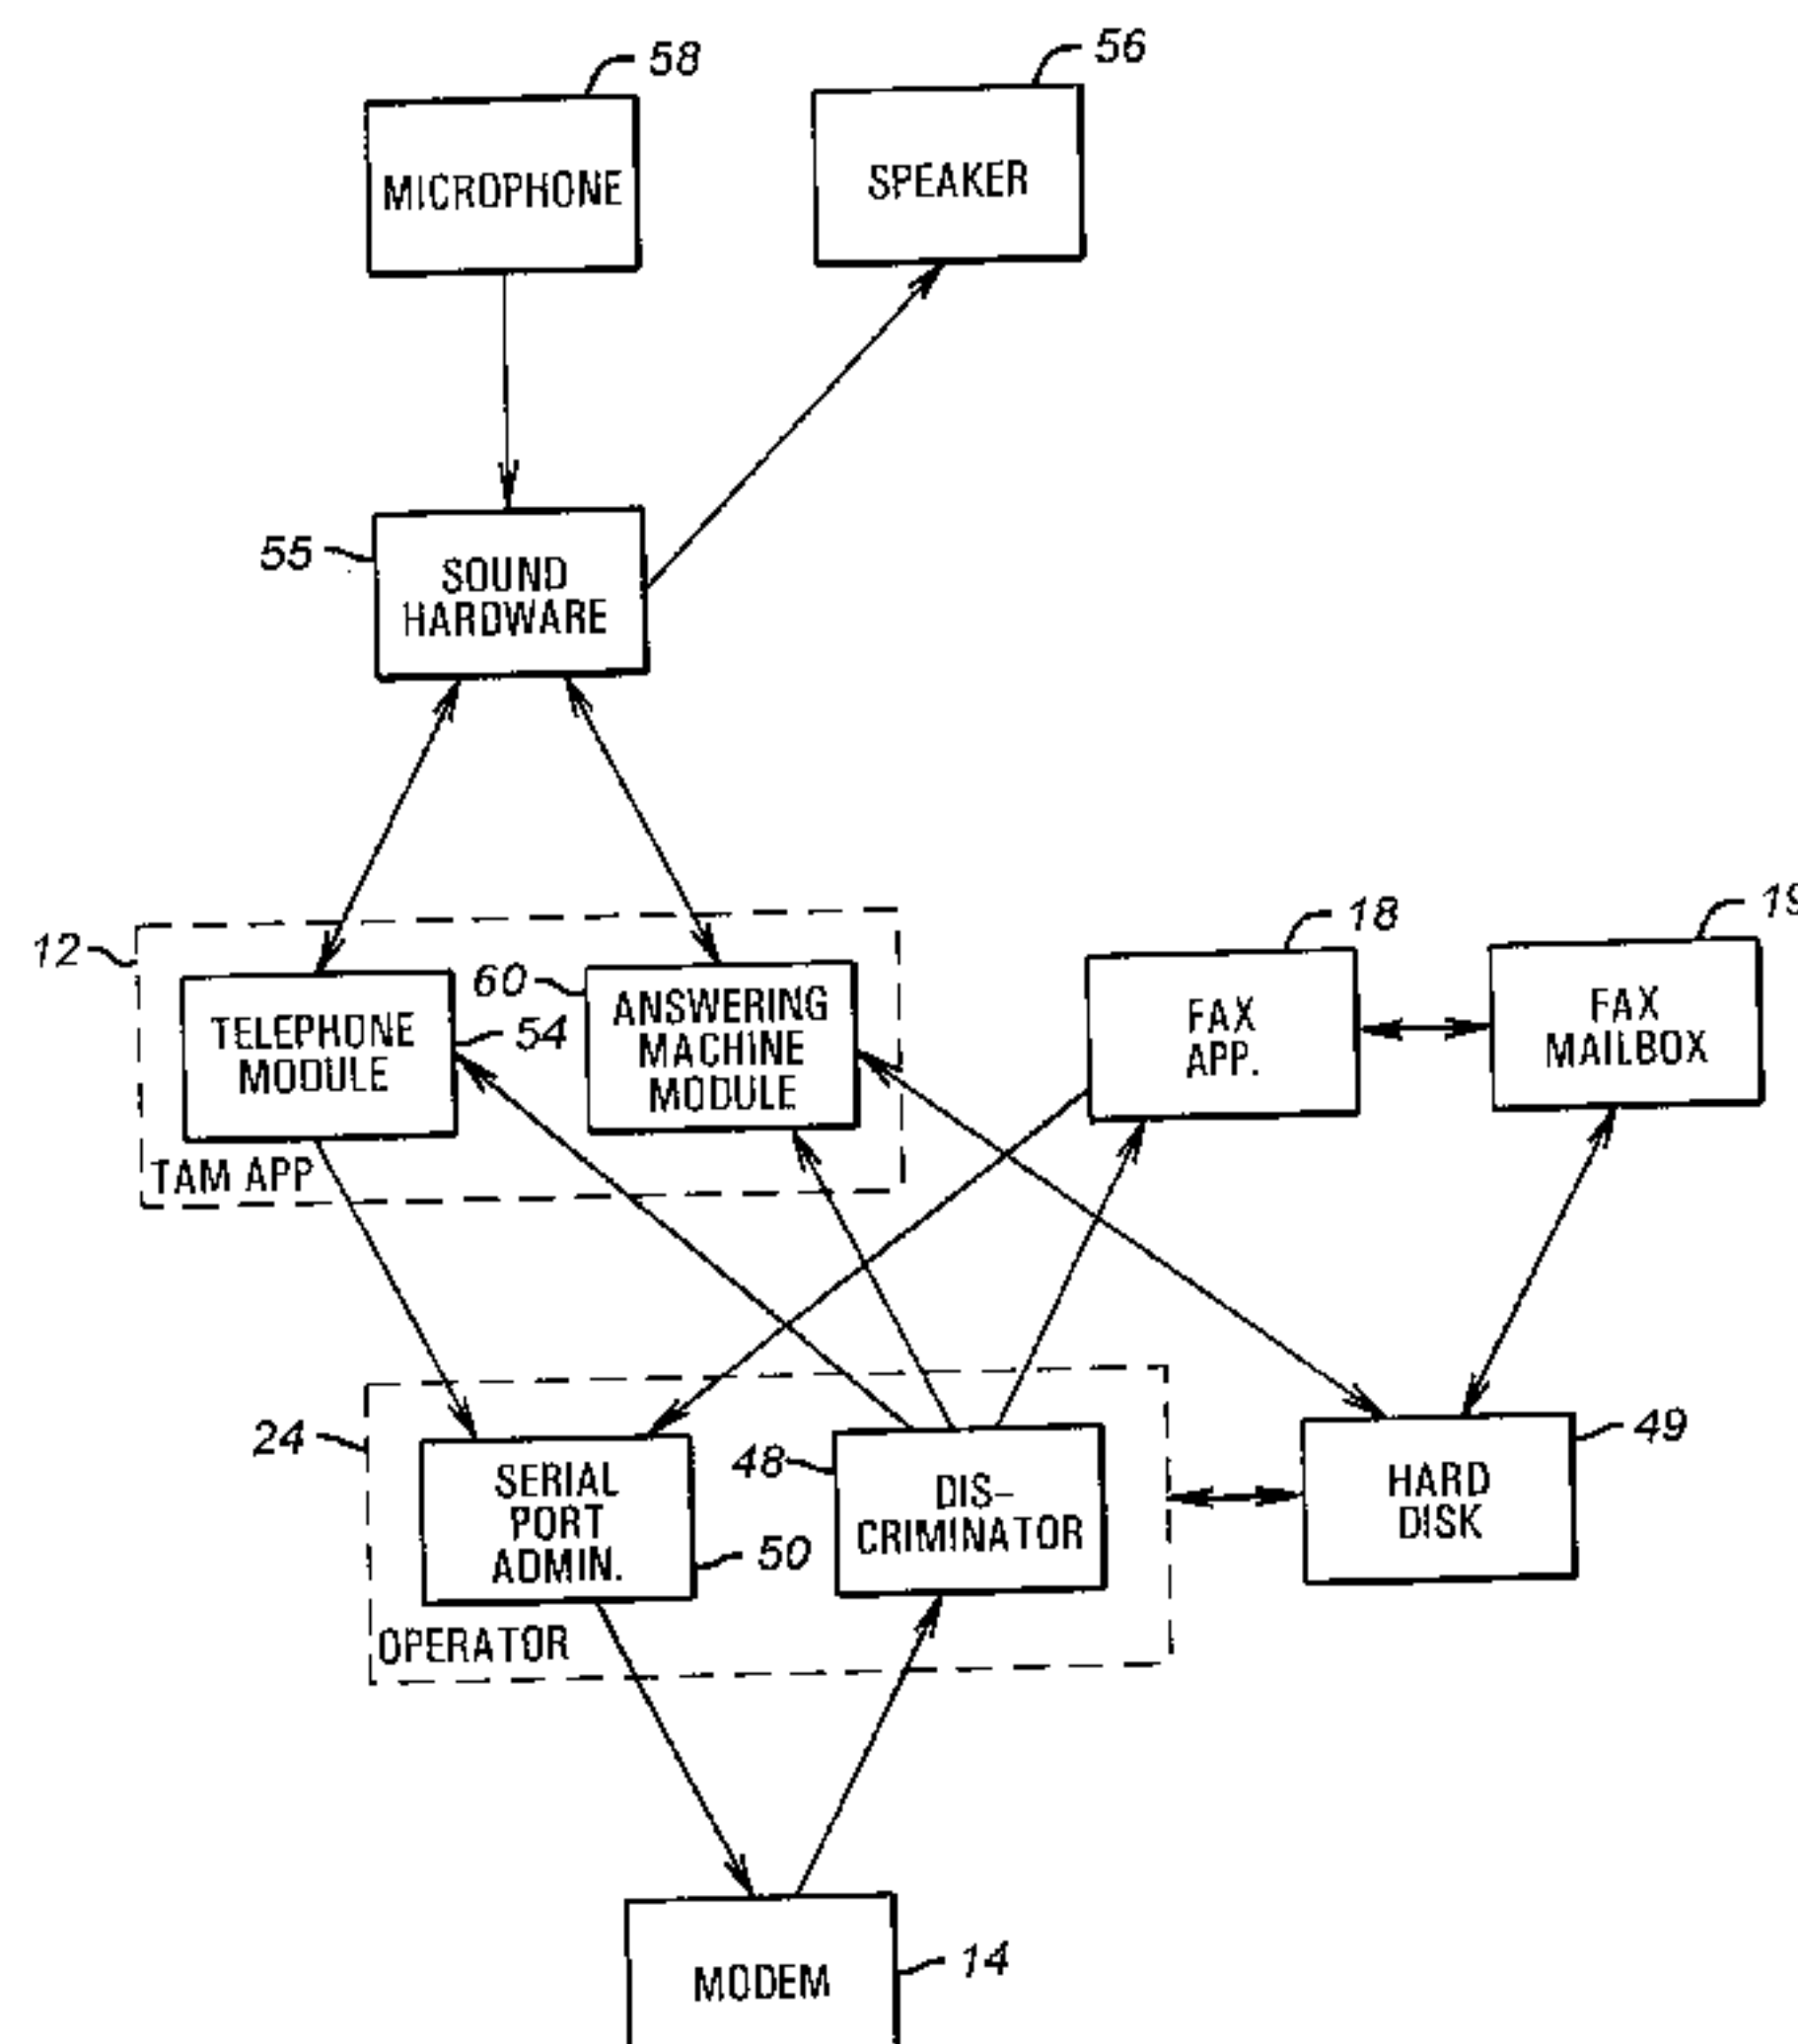 58
56
MICROPHONE
SPEAKER
55
SOUND
HARDWARE
12
18
19
TELEPHONE
MODULE
54
60
ANSWERING
MACHINE
MODULE
FAX
APP.
FAX
MAILBOX
TAM APP
24
SERIAL
PORT
ADMIN.
50
48
DIS-
CRIMINATOR
49
HARD
DISK
OPERATOR
MODEM
14